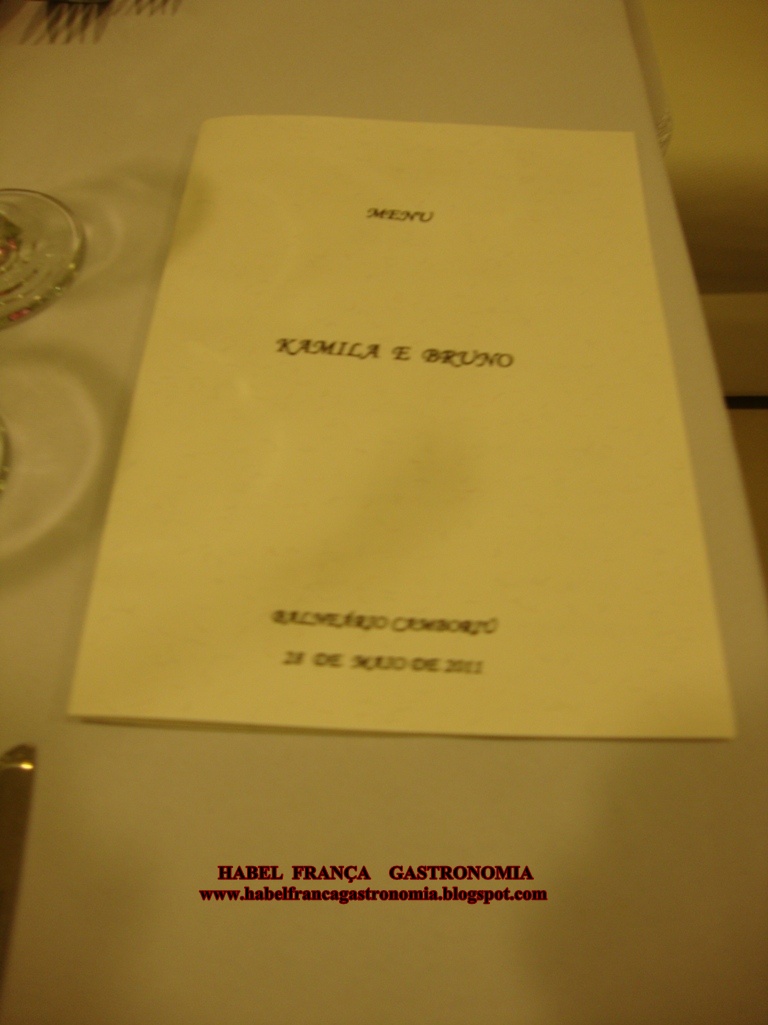 MENU
KAMILA E BRUNO
BALNEÁRIO CAMBORIÚ
28 DE MAIO DE 2011
HABEL FRANÇA GASTRONOMIA
www.habelfrancagastronomia.blogspot.com